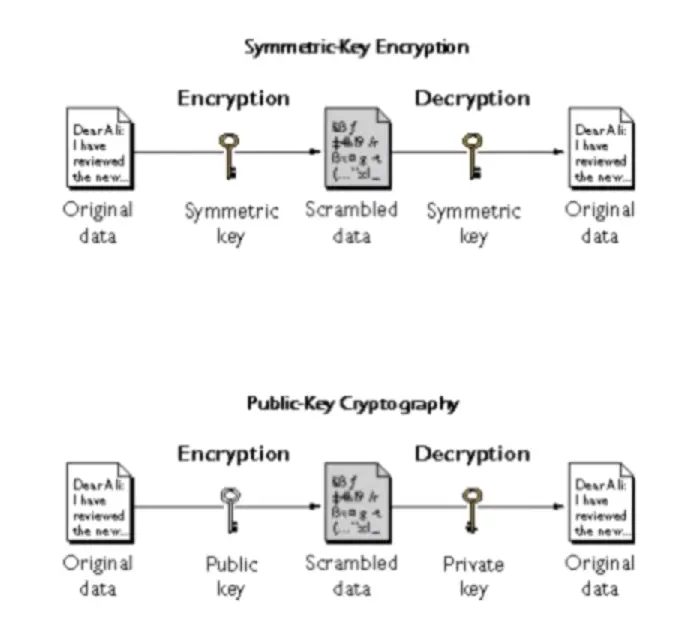 Symmetric-Key Encryption
Encryption Decryption
Dear Ali:
I have
reviewed
the new...
Dear Ali:
I have
reviewed
the new...
Original data
Symmetric key
Scrambled data
Symmetric key
Original data
Public-Key Cryptography
Encryption Decryption
Dear Ali:
I have
reviewed
the new...
Dear Ali:
I have
reviewed
the new...
Original data
Public key
Scrambled data
Private key
Original data